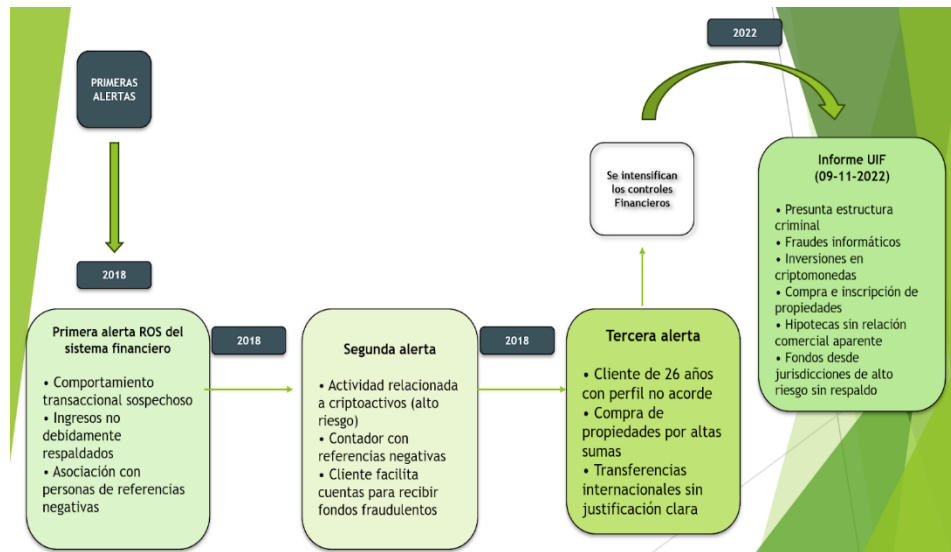 PRIMERAS
ALERTAS
2018
Primera alerta ROS del
sistema financiero
• Comportamiento
transaccional sospechoso
• Ingresos no
debidamente
respaldados
• Asociación con
personas de referencias
negativas
2018
Segunda alerta
• Actividad relacionada
a criptoactivos (alto
riesgo)
• Contador con
referencias negativas
• Cliente facilita
cuentas para recibir
fondos fraudulentos
2018
Tercera alerta
• Cliente de 26 años
con perfil no acorde
• Compra de
propiedades por altas
sumas
• Transferencias
internacionales sin
justificación clara
Se intensifican
los controles
Financieros
2022
Informe UIF
(09-11-2022)
• Presunta estructura
criminal
• Fraudes informáticos
• Inversiones en
criptomonedas
• Compra e inscripción de
propiedades
• Hipotecas sin relación
comercial aparente
• Fondos desde
jurisdicciones de alto
riesgo sin respaldo